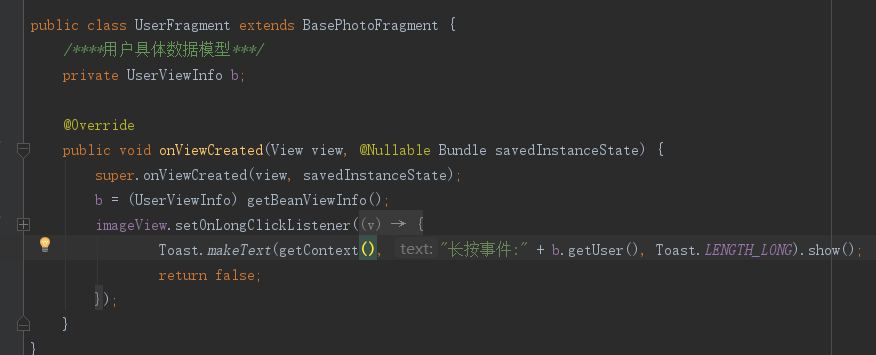 public class UserFragment extends BasePhotoFragment {
/****用户具体数据模型***/
private UserViewInfo b;
@Override
public void onViewCreated(View view, @Nullable Bundle savedInstanceState) {
super.onViewCreated(view, savedInstanceState);
b = (UserViewInfo) getBeanViewInfo();
imageView.setOnLongClickListener((v) → {
Toast.makeText(getContext(), text: "长按事件:" + b.getUser(), Toast.LENGTH_LONG).show();
return false;
});
}
}